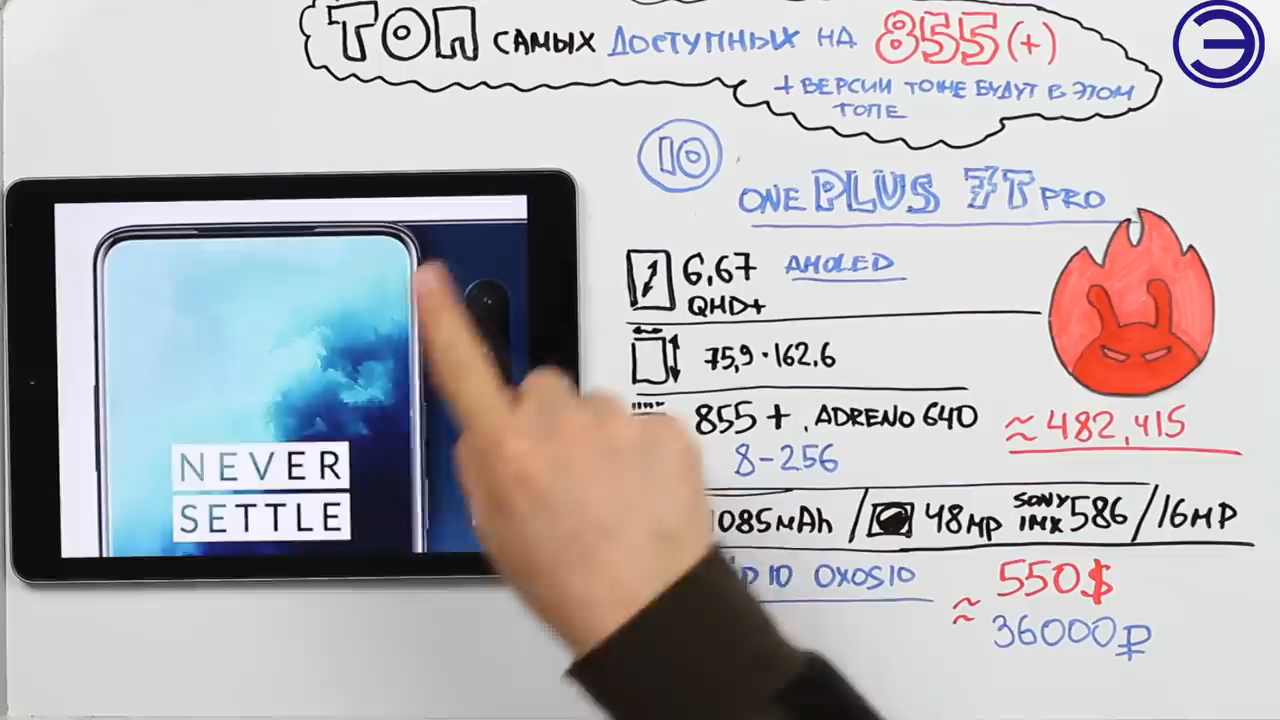 ТОП САМЫХ ДОСТУПНЫХ НА 855(+)
+ ВЕРСИИ ТОЖЕ БУДУТ В ЭТОМ
ТОПЕ
Э
10
ONE PLUS 7T PRO
6,67 AMOLED
QHD+
75,9 · 162,6
855 +, ADRENO 640
8-256
≈ 482,415
085мAh / 48MP SONY IMX 586 / 16MP
D 10 OXOS10
≈ 550$
36000₽
NEVER
SETTLE